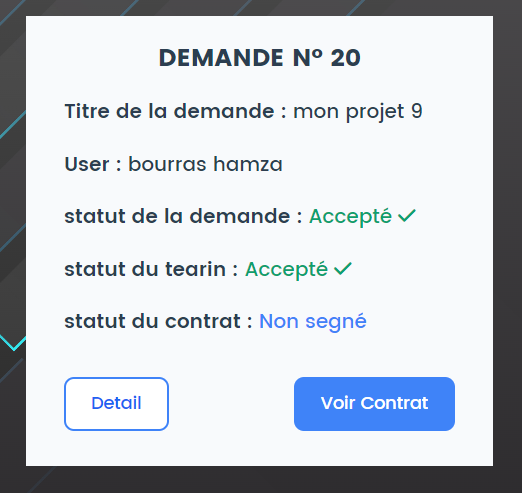 DEMANDE N° 20
Titre de la demande : mon projet 9
User : bourras hamza
statut de la demande : Accepté ✓
statut du tearin : Accepté ✓
statut du contrat : Non segné
Detail
Voir Contrat